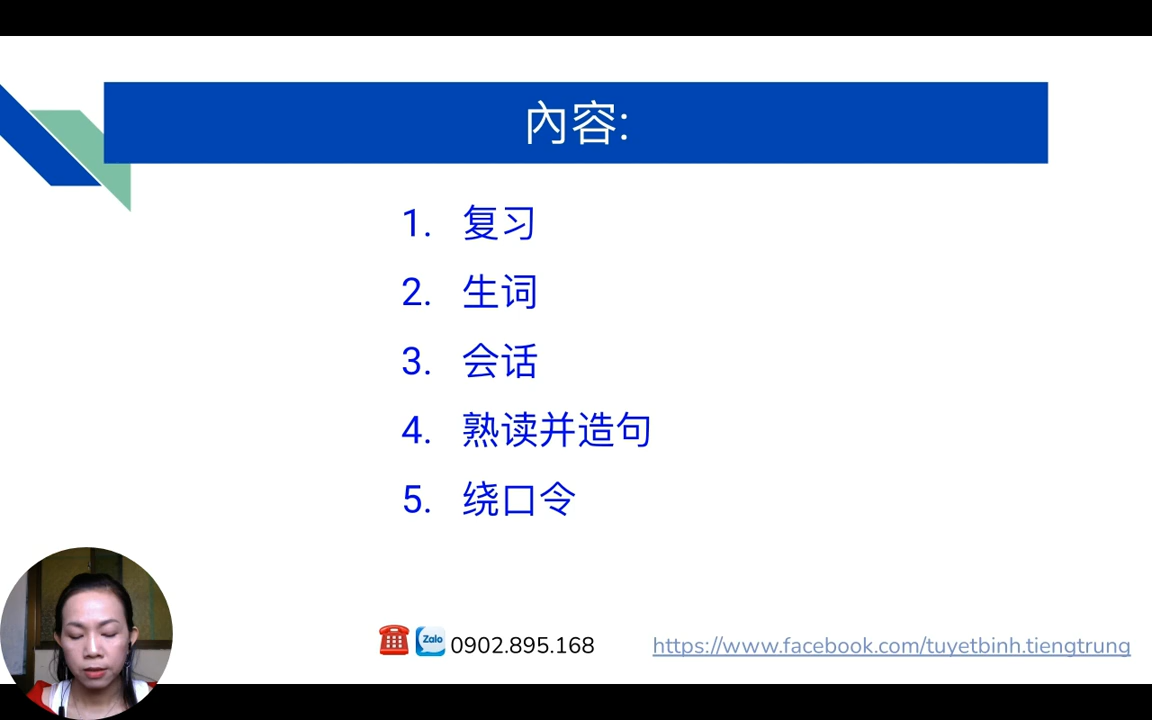 內容:
1. 复习
2. 生词
3. 会话
4. 熟读并造句
5. 绕口令
Zalo 0902.895.168 https://www.facebook.com/tuyetbinh.tiengtrung